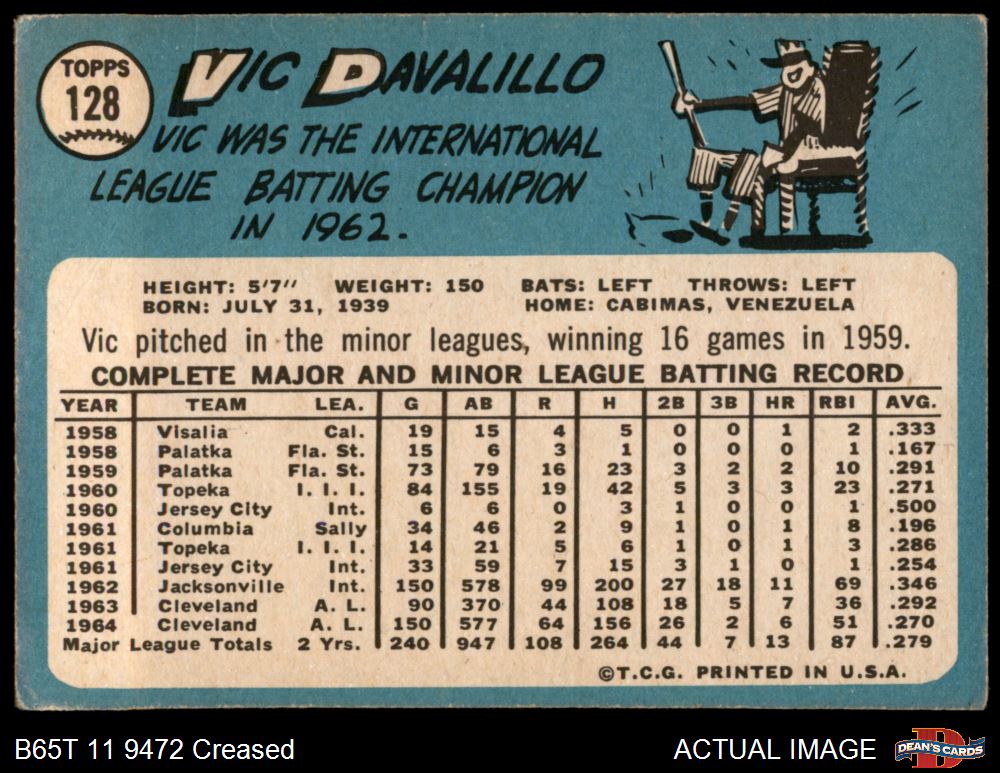 TOPPS
128
VIC DAVALILLO
VIC WAS THE INTERNATIONAL
LEAGUE BATTING CHAMPION
IN 1962.
HEIGHT: 5'7" WEIGHT: 150 BATS: LEFT THROWS: LEFT
BORN: JULY 31, 1939 HOME: CABIMAS, VENEZUELA
Vic pitched in the minor leagues, winning 16 games in 1959.
COMPLETE MAJOR AND MINOR LEAGUE BATTING RECORD
YEAR TEAM LEA. G AB R H 2B 3B HR RBI AVG.
1958 Visalia Cal. 19 15 4 5 0 0 1 2 .333
1958 Palatka Fla. St. 15 6 3 1 0 0 0 1 .167
1959 Palatka Fla. St. 73 79 16 23 3 2 2 10 .291
1960 Topeka I. I. I. 84 155 19 42 5 3 3 23 .271
1960 Jersey City Int. 6 6 0 3 1 0 0 1 .500
1961 Columbia Sally 34 46 2 9 1 0 1 8 .196
1961 Topeka I. I. I. 14 21 5 6 1 0 1 3 .286
1961 Jersey City Int. 33 59 7 15 3 1 0 1 .254
1962 Jacksonville Int. 150 578 99 200 27 18 11 69 .346
1963 Cleveland A. L. 90 370 44 108 18 5 7 36 .292
1964 Cleveland A. L. 150 577 64 156 26 2 6 51 .270
Major League Totals 2 Yrs. 240 947 108 264 44 7 13 87 .279
©T.C.G. PRINTED IN U.S.A.
B65T 11 9472 Creased ACTUAL IMAGE
DEAN'S CARDS